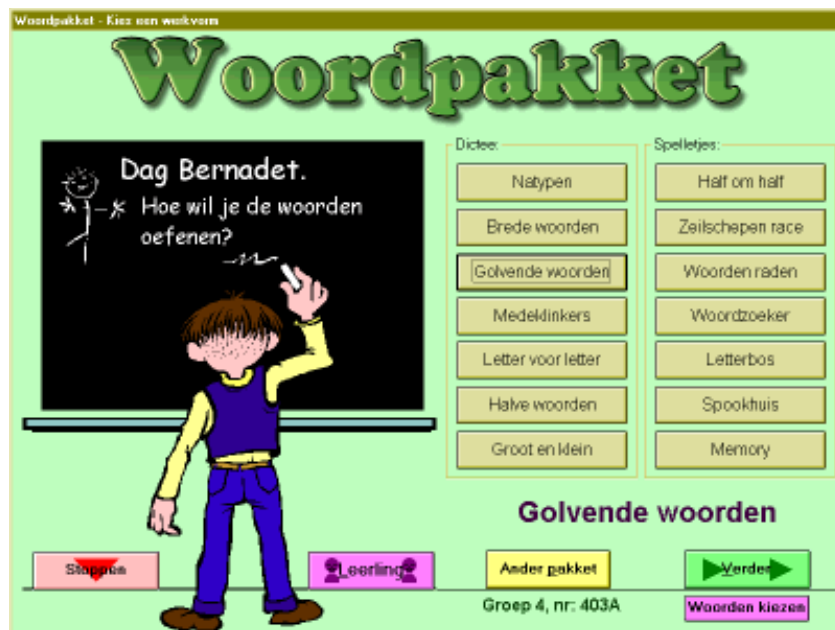 Woordpakket - Kies een werkvorm
Woordpakket
Dag Bernadet.
Hoe wil je de woorden
oefenen?
Dictee:
Natypen
Brede woorden
Golvende woorden
Medeklinkers
Letter voor letter
Halve woorden
Groot en klein
Spelletjes:
Half om half
Zeilschepen race
Woorden raden
Woordzoeker
Letterbos
Spookhuis
Memory
Golvende woorden
Stoppen
Leerling
Ander pakket
Verder
Groep 4, nr: 403A
Woorden kiezen